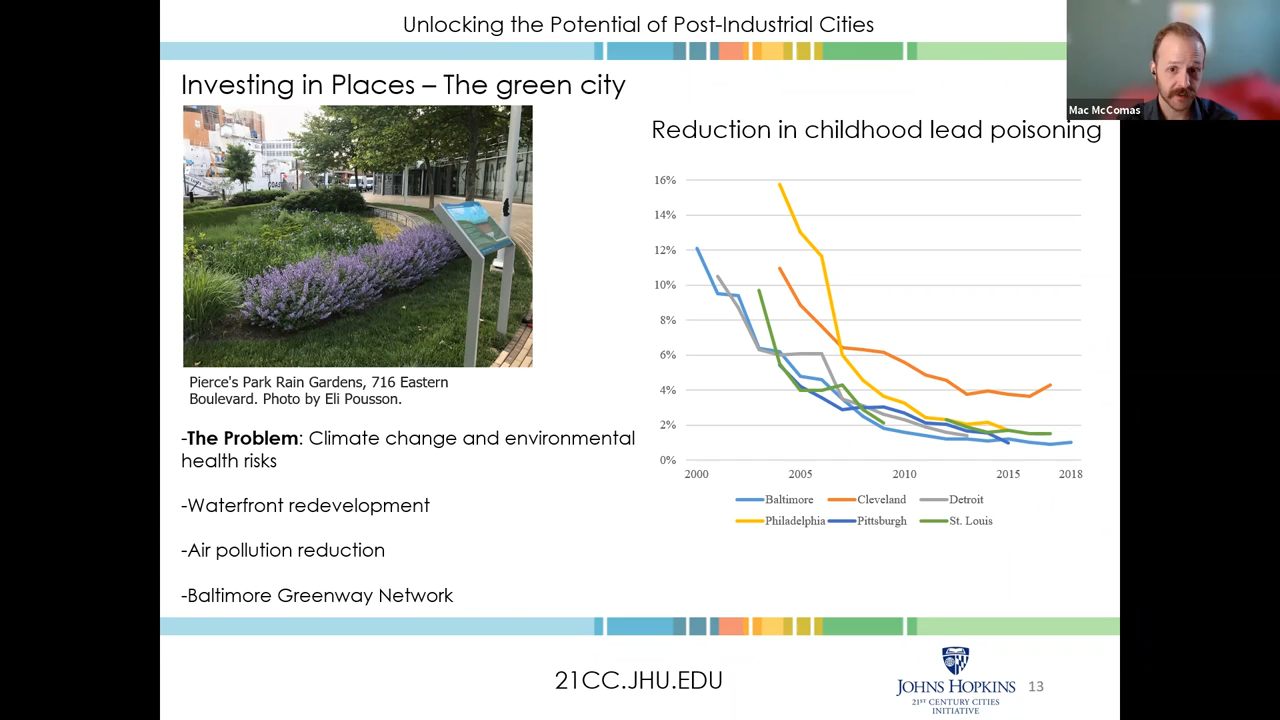 Unlocking the Potential of Post-Industrial Cities
Mac McComas
Investing in Places – The green city
Pierce's Park Rain Gardens, 716 Eastern
Boulevard. Photo by Eli Pousson.
-The Problem: Climate change and environmental
health risks
-Waterfront redevelopment
-Air pollution reduction
-Baltimore Greenway Network
Reduction in childhood lead poisoning
16%
14%
12%
10%
8%
6%
4%
2%
0%
2000 2005 2010 2015 2018
Baltimore Cleveland Detroit
Philadelphia Pittsburgh St. Louis
21CC.JHU.EDU
JOHNS HOPKINS
21ST CENTURY CITIES
INITIATIVE
13